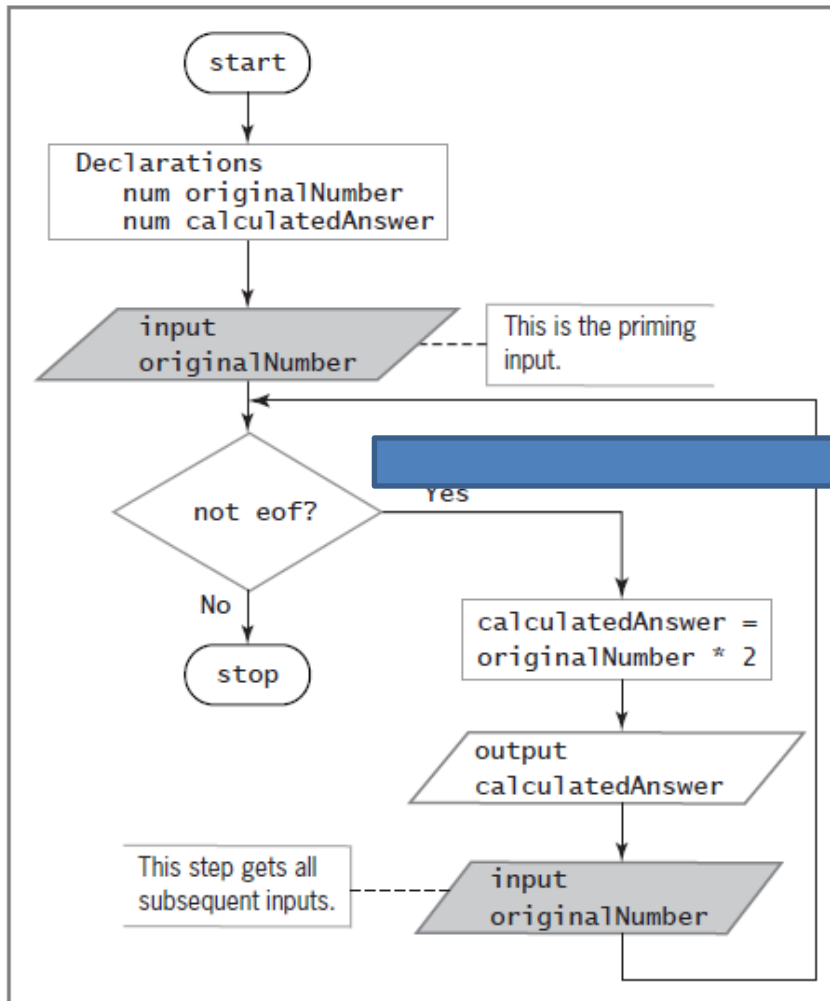 start
Declarations
num originalNumber
num calculatedAnswer
input
originalNumber
This is the priming
input.
not eof?
Yes
No
stop
calculatedAnswer =
originalNumber * 2
output
calculatedAnswer
This step gets all
subsequent inputs.
input
originalNumber